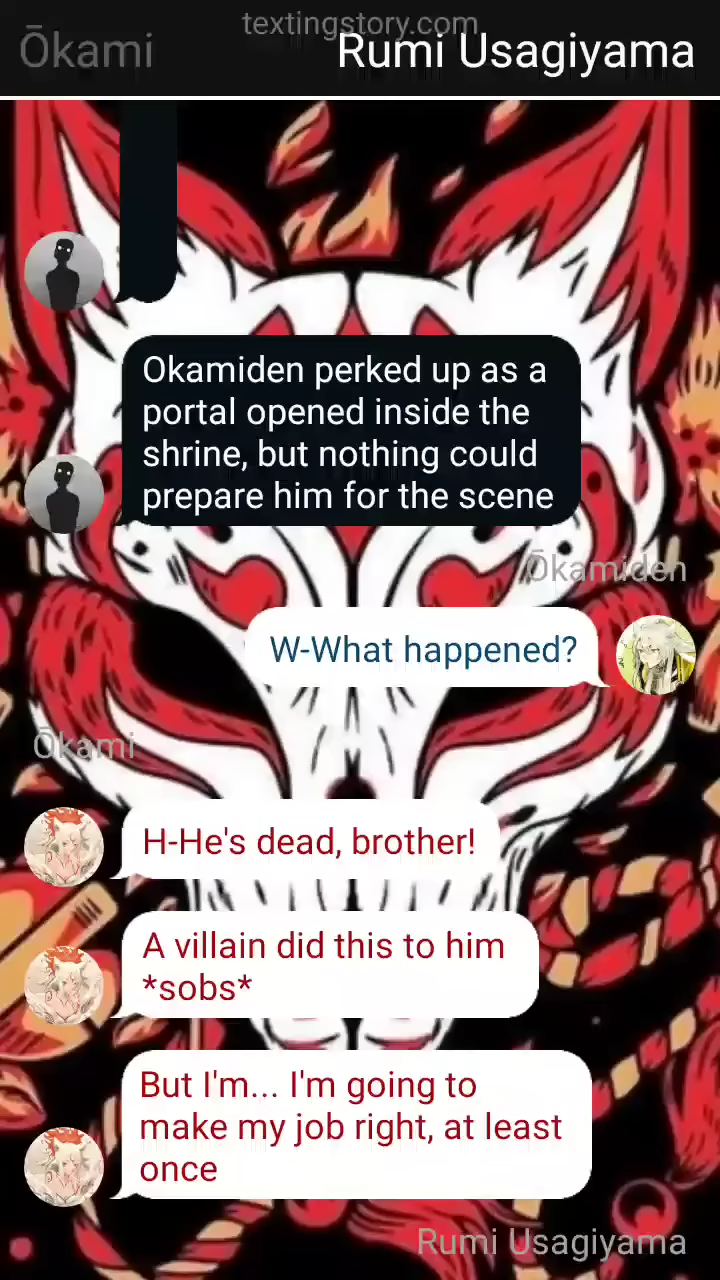 textingstory.com
Ōkami
Rumi Usagiyama
Okamiden perked up as a
portal opened inside the
shrine, but nothing could
prepare him for the scene
Ōkamiden
W-What happened?
Ōkami
H-He's dead, brother!
A villain did this to him
*sobs*
But I'm... I'm going to
make my job right, at least
once
Rumi Usagiyama